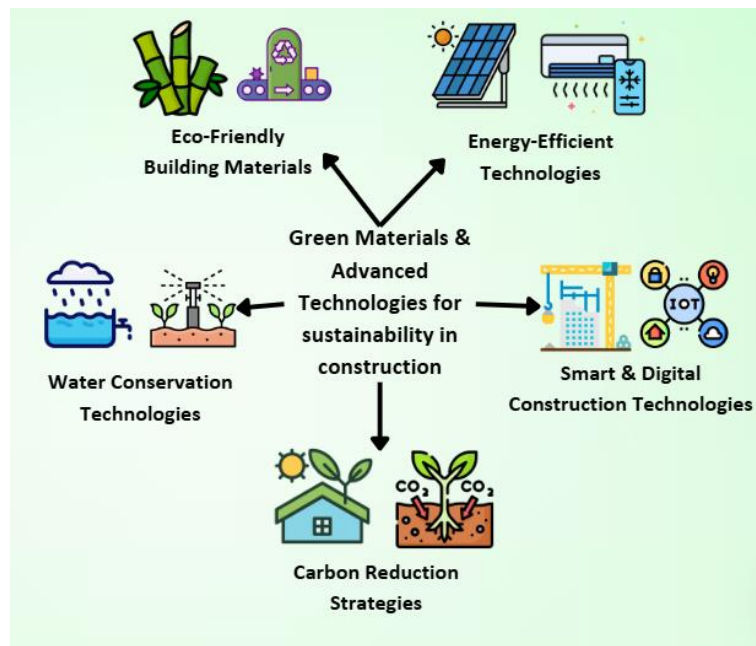 Eco-Friendly
Building Materials
Energy-Efficient
Technologies
Green Materials &
Advanced
Technologies for
sustainability in
construction
Water Conservation
Technologies
IOT
Smart & Digital
Construction Technologies
CO2 CO2
Carbon Reduction
Strategies